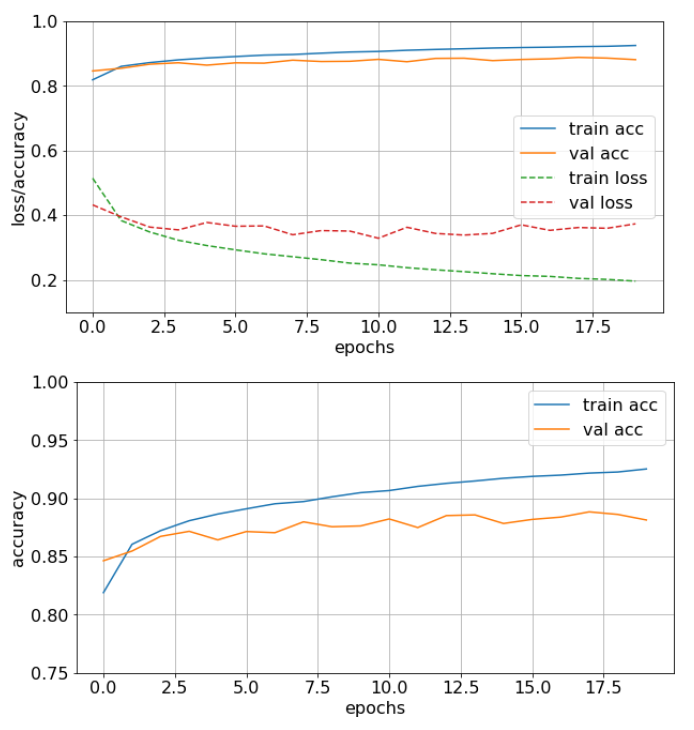 1.0
0.8
0.6
0.4
0.2
loss/accuracy
train acc
val acc
train loss
val loss
0.0 2.5 5.0 7.5 10.0 12.5 15.0 17.5
epochs
1.00
0.95
0.90
0.85
0.80
0.75
accuracy
train acc
val acc
0.0 2.5 5.0 7.5 10.0 12.5 15.0 17.5
epochs